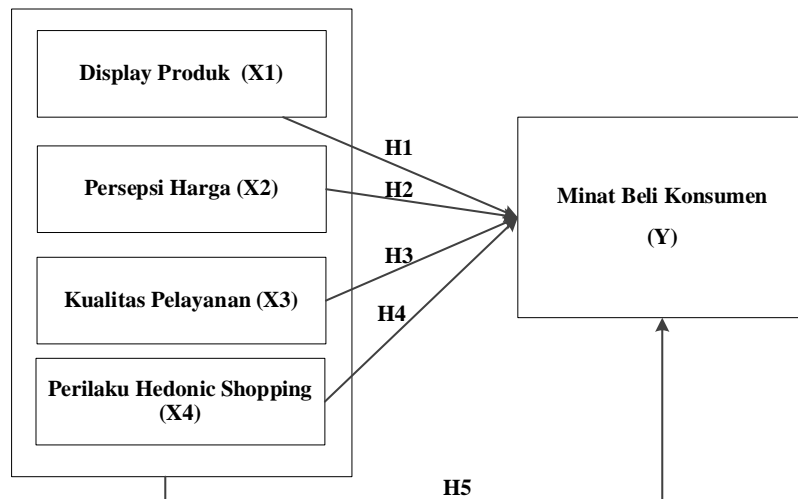 Display Produk (X1)
Persepsi Harga (X2)
Kualitas Pelayanan (X3)
Perilaku Hedonic Shopping
(X4)
H1
H2
H3
H4
Minat Beli Konsumen
(Y)
H5